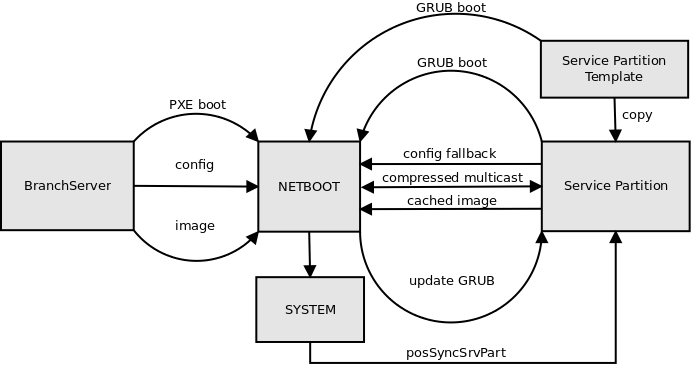 GRUB boot
Service Partition
Template
GRUB boot
PXE boot
copy
config fallback
config
compressed multicast
BranchServer
NETBOOT
Service Partition
cached image
image
update GRUB
SYSTEM
posSyncSrvPart